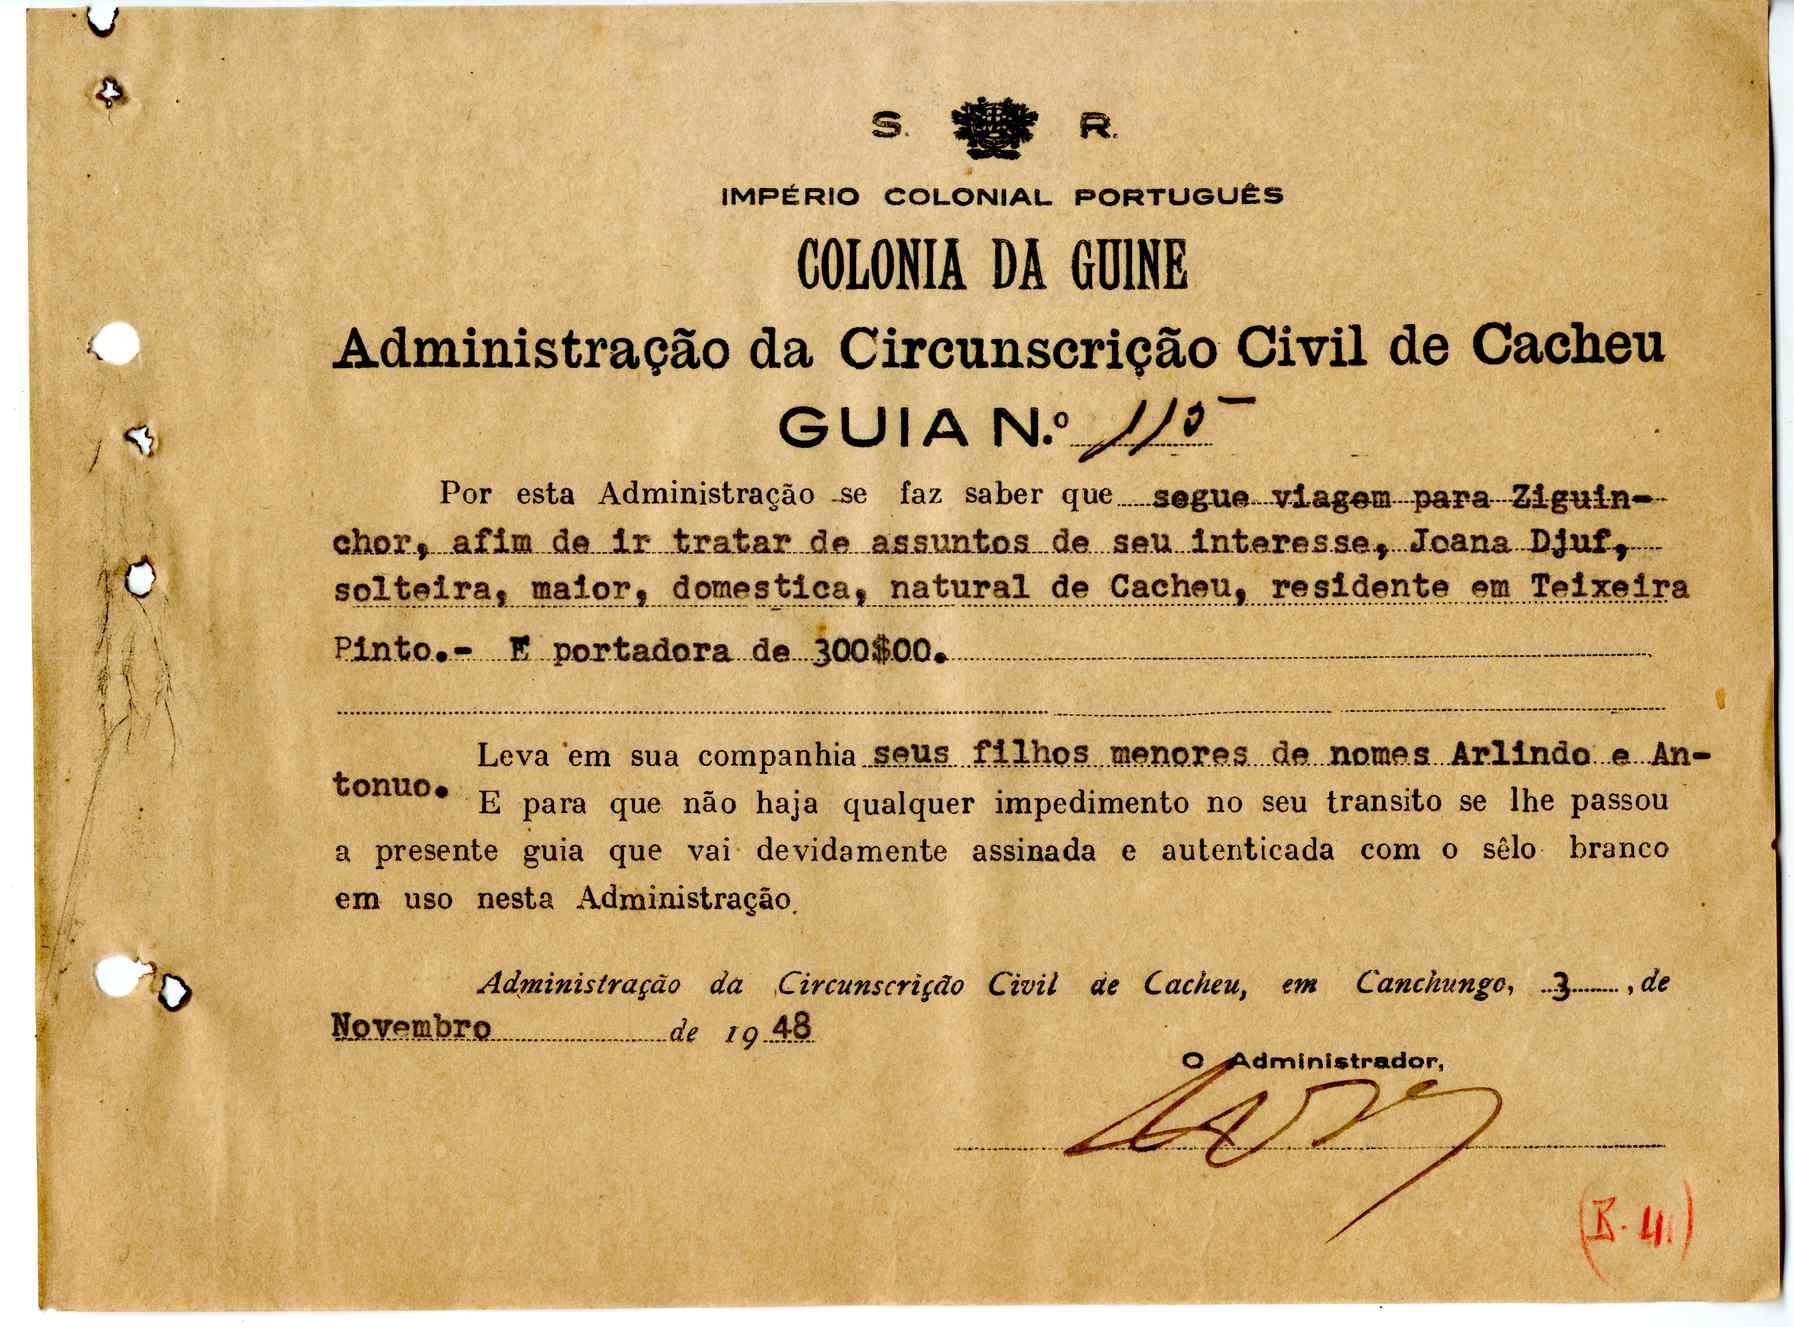 S. R.
IMPÉRIO COLONIAL PORTUGUÊS
COLONIA DA GUINE
Administração da Circunscrição Civil de Cacheu
GUIA N.º 115
Por esta Administração se faz saber que segue viagem para Ziguin-
chor, afim de ir tratar de assuntos de seu interesse, Joana Djuf,
solteira, maior, domestica, natural de Cacheu, residente em Teixeira
Pinto.- E portadora de 300$00.
Leva em sua companhia seus filhos menores de nomes Arlindo e An-
tonuo.
E para que não haja qualquer impedimento no seu transito se lhe passou
a presente guia que vai devidamente assinada e autenticada com o sêlo branco
em uso nesta Administração.
Administração da Circunscrição Civil de Cacheu, em Canchungo, 3, de
Novembro de 1948
O Administrador,